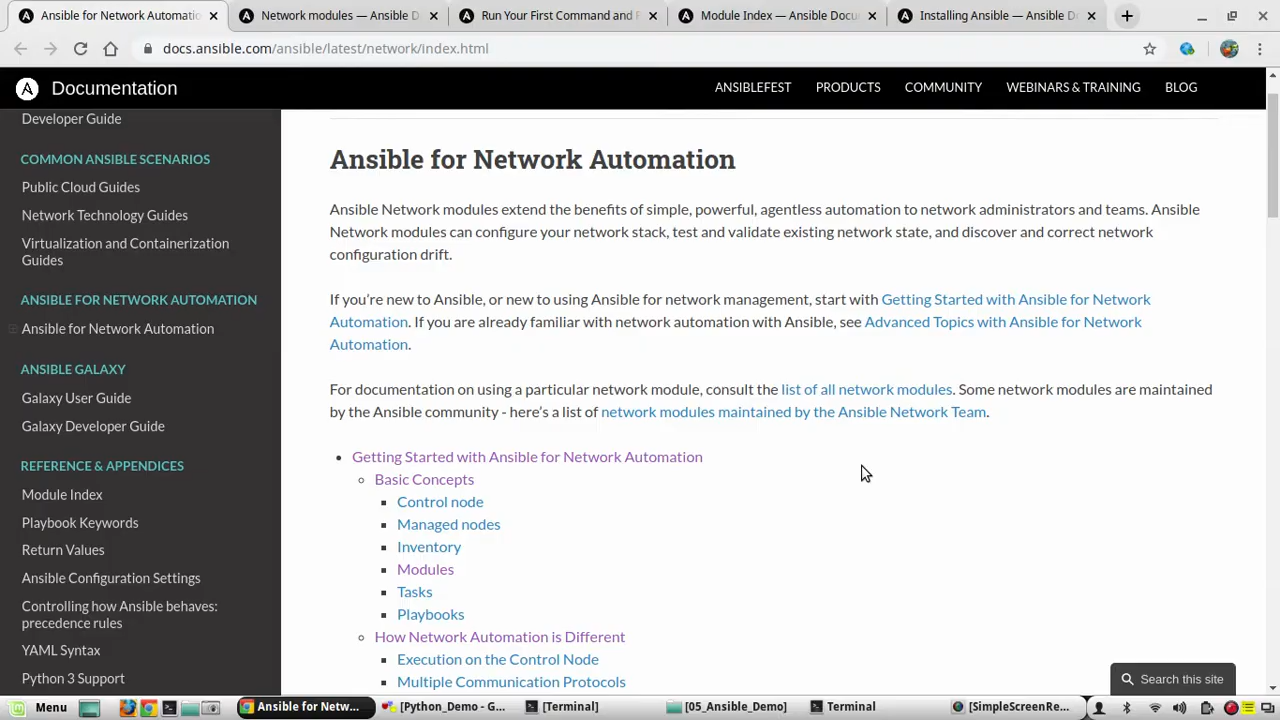 Ansible for Network Automatio
Network modules — Ansible D
Run Your First Command and F
Module Index — Ansible Docu
Installing Ansible — Ansible D
docs.ansible.com/ansible/latest/network/index.html
Documentation
ANSIBLEFEST
PRODUCTS
COMMUNITY
WEBINARS & TRAINING
BLOG
Developer Guide
COMMON ANSIBLE SCENARIOS
Public Cloud Guides
Network Technology Guides
Virtualization and Containerization
Guides
ANSIBLE FOR NETWORK AUTOMATION
Ansible for Network Automation
ANSIBLE GALAXY
Galaxy User Guide
Galaxy Developer Guide
REFERENCE & APPENDICES
Module Index
Playbook Keywords
Return Values
Ansible Configuration Settings
Controlling how Ansible behaves:
precedence rules
YAML Syntax
Python 3 Support
Ansible for Network Automation
Ansible Network modules extend the benefits of simple, powerful, agentless automation to network administrators and teams. Ansible
Network modules can configure your network stack, test and validate existing network state, and discover and correct network
configuration drift.
If you're new to Ansible, or new to using Ansible for network management, start with Getting Started with Ansible for Network
Automation. If you are already familiar with network automation with Ansible, see Advanced Topics with Ansible for Network
Automation.
For documentation on using a particular network module, consult the list of all network modules. Some network modules are maintained
by the Ansible community - here's a list of network modules maintained by the Ansible Network Team.
Getting Started with Ansible for Network Automation
Basic Concepts
Control node
Managed nodes
Inventory
Modules
Tasks
Playbooks
How Network Automation is Different
Execution on the Control Node
Multiple Communication Protocols
Search this site
Menu
Ansible for Netw...
[Python_Demo - G...
[Terminal]
[05_Ansible_Demo]
Terminal
[SimpleScreenRe...